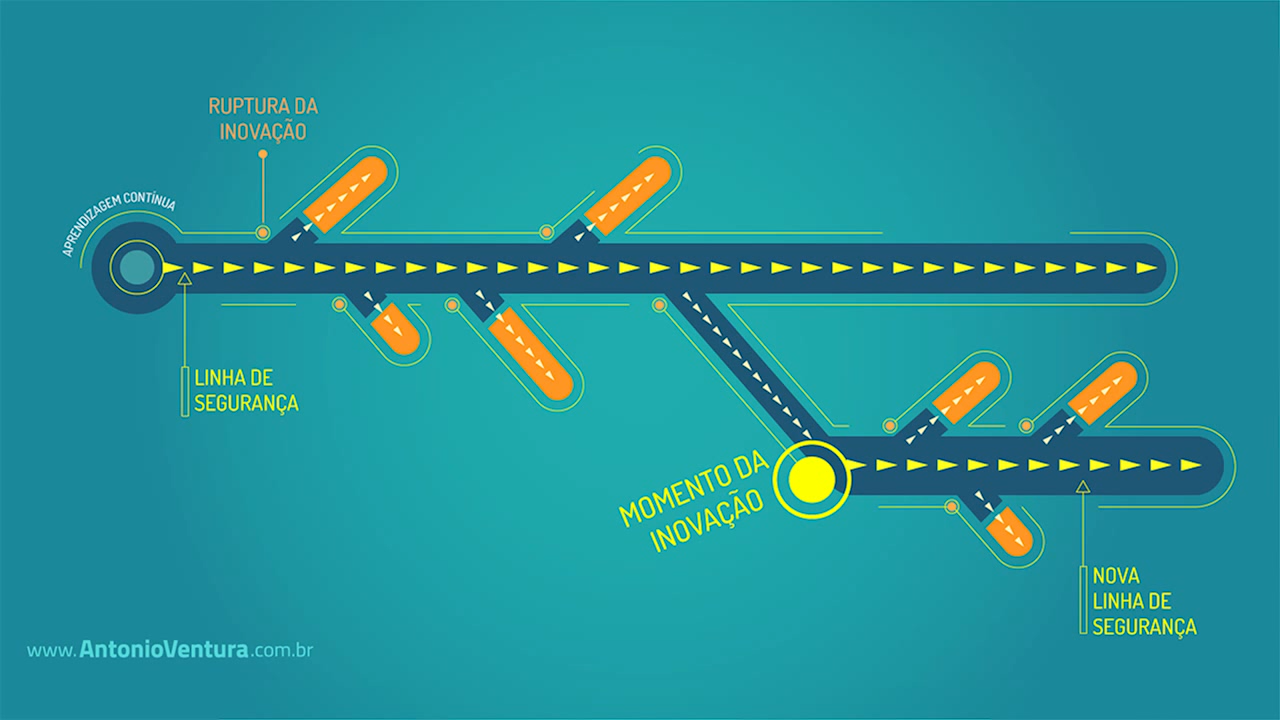 RUPTURA DA
INOVAÇÃO
APRENDIZAGEM CONTÍNUA
LINHA DE
SEGURANÇA
MOMENTO DA
INOVAÇÃO
NOVA
LINHA DE
SEGURANÇA
www.AntonioVentura.com.br